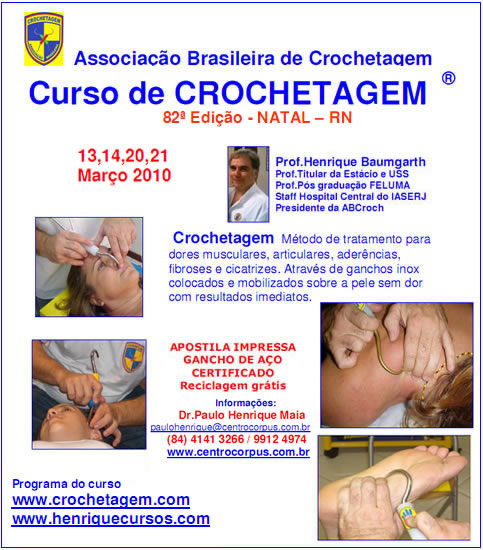 CROCHETAGEM
Associação Brasileira de Crochetagem
Curso de CROCHETAGEM ®
82ª Edição - NATAL – RN
13,14,20,21
Março 2010
Prof.Henrique Baumgarth
Prof.Titular da Estácio e USS
Prof.Pós graduação FELUMA
Staff Hospital Central do IASERJ
Presidente da ABCroch
Crochetagem Método de tratamento para
dores musculares, articulares, aderências,
fibroses e cicatrizes. Através de ganchos inox
colocados e mobilizados sobre a pele sem dor
com resultados imediatos.
APOSTILA IMPRESSA
GANCHO DE AÇO
CERTIFICADO
Reciclagem grátis
Informações:
Dr.Paulo Henrique Maia
paulohenrique@centrocorpus.com.br
(84) 4141 3266 / 9912 4974
www.centrocorpus.com.br
Programa do curso
www.crochetagem.com
www.henriquecursos.com